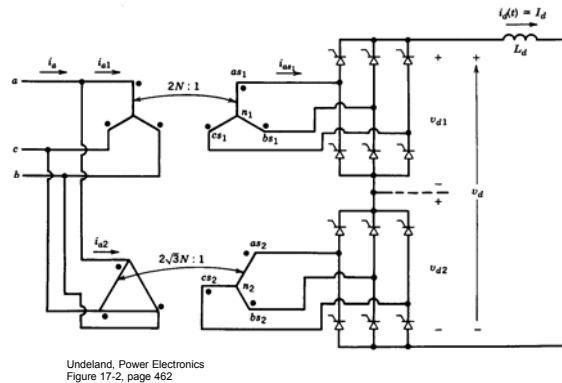 i_d(t) ≃ I_d
i_a
i_a1
a
c
b
2N : 1
as_1
i_as_1
n_1
cs_1
bs_1
L_d
+
+
v_d1
−
+
v_d
i_a2
2√3N : 1
as_2
cs_2
n_2
bs_2
v_d2
−
−
Undeland, Power Electronics
Figure 17-2, page 462